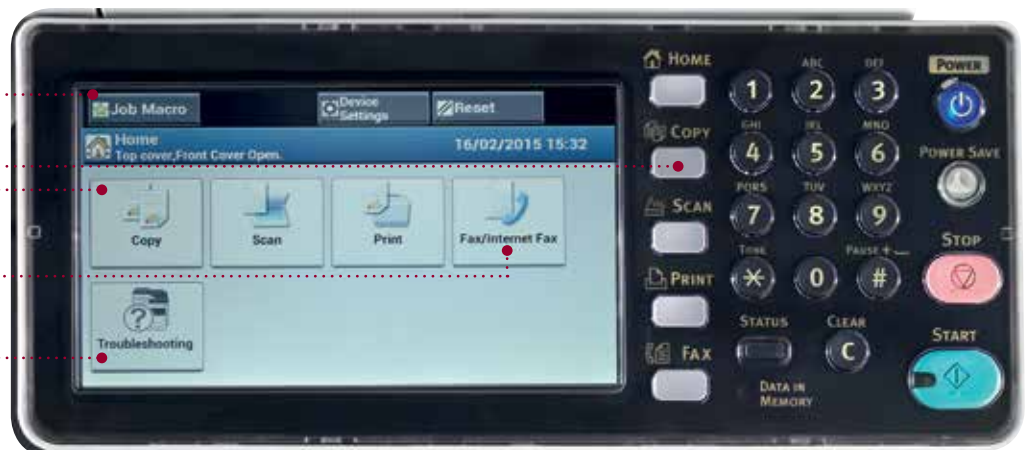 Job Macro
Device
Settings
Reset
Home
Top cover,Front Cover Open.
16/02/2015 15:32
Copy
Scan
Print
Fax/Internet Fax
Troubleshooting
HOME
COPY
SCAN
PRINT
FAX
ABC
DEF
1
2
3
GHI
JKL
MNO
4
5
6
PQRS
TUV
WXYZ
7
8
9
TONE
PAUSE +
0
#
STATUS
CLEAR
C
DATA IN
MEMORY
POWER
POWER SAVE
STOP
START